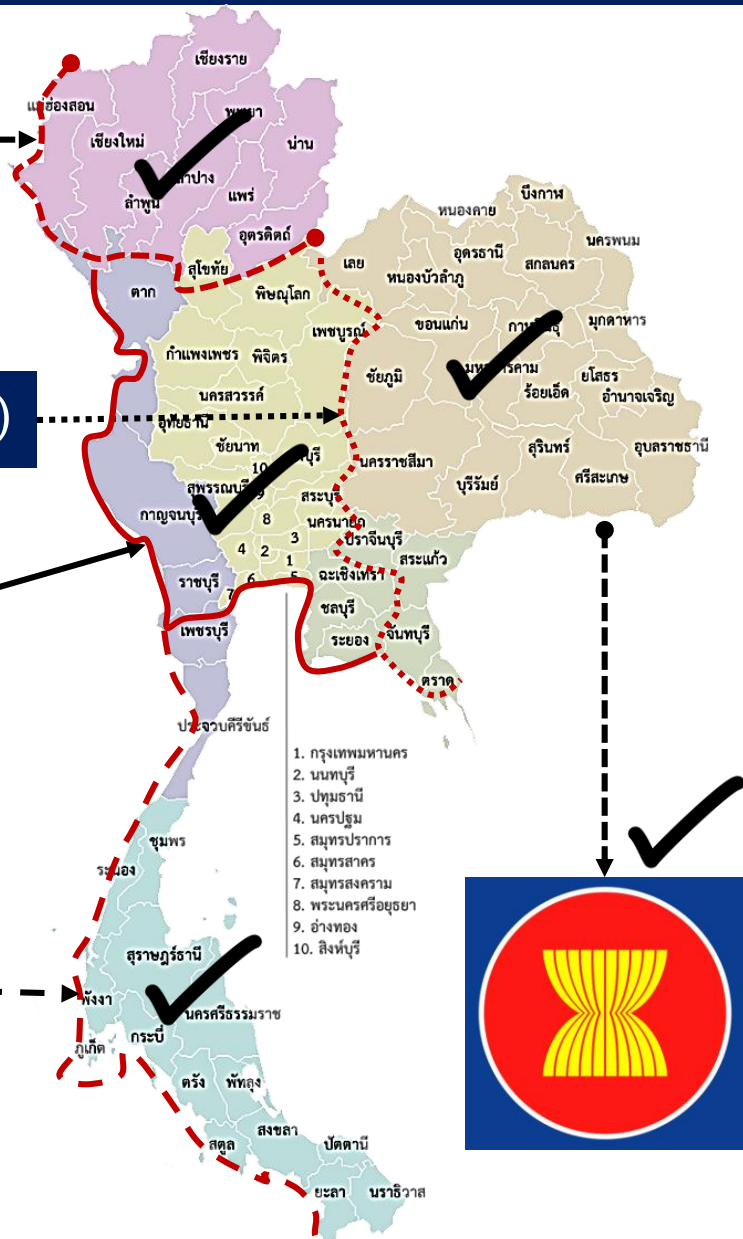 เชียงราย
แม่ฮ่องสอน
เชียงใหม่
น่าน
แพร่
ลำพูน
อุตรดิตถ์
บึงกาฬ
หนองคาย
นครพนม
เลย
อุดรธานี
สกลนคร
หนองบัวลำภู
สุโขทัย
ตาก
พิษณุโลก
เพชรบูรณ์
ขอนแก่น
มุกดาหาร
กำแพงเพชร
พิจิตร
ชัยภูมิ
ยโสธร
ร้อยเอ็ด
อำนาจเจริญ
นครสวรรค์
อุทัยธานี
)
ชัยนาท
สุรินทร์
อุบลราชธานี
10
นครราชสีมา
บุรีรัมย์
ศรีสะเกษ
กาญจนบุรี
8
นครนายก
3
ปราจีนบุรี
4
2
1
สระแก้ว
ราชบุรี
6
5
ฉะเชิงเทรา
7
ชลบุรี
เพชรบุรี
ระยอง
จันทบุรี
ตราด
ประจวบคีรีขันธ์
1. กรุงเทพมหานคร
2. นนทบุรี
3. ปทุมธานี
4. นครปฐม
5. สมุทรปราการ
6. สมุทรสาคร
7. สมุทรสงคราม
8. พระนครศรีอยุธยา
9. อ่างทอง
10. สิงห์บุรี
ชุมพร
ระนอง
สุราษฎร์ธานี
พังงา
นครศรีธรรมราช
กระบี่
ภูเก็ต
ตรัง
พัทลุง
สงขลา
สตูล
ปัตตานี
ยะลา
นราธิวาส